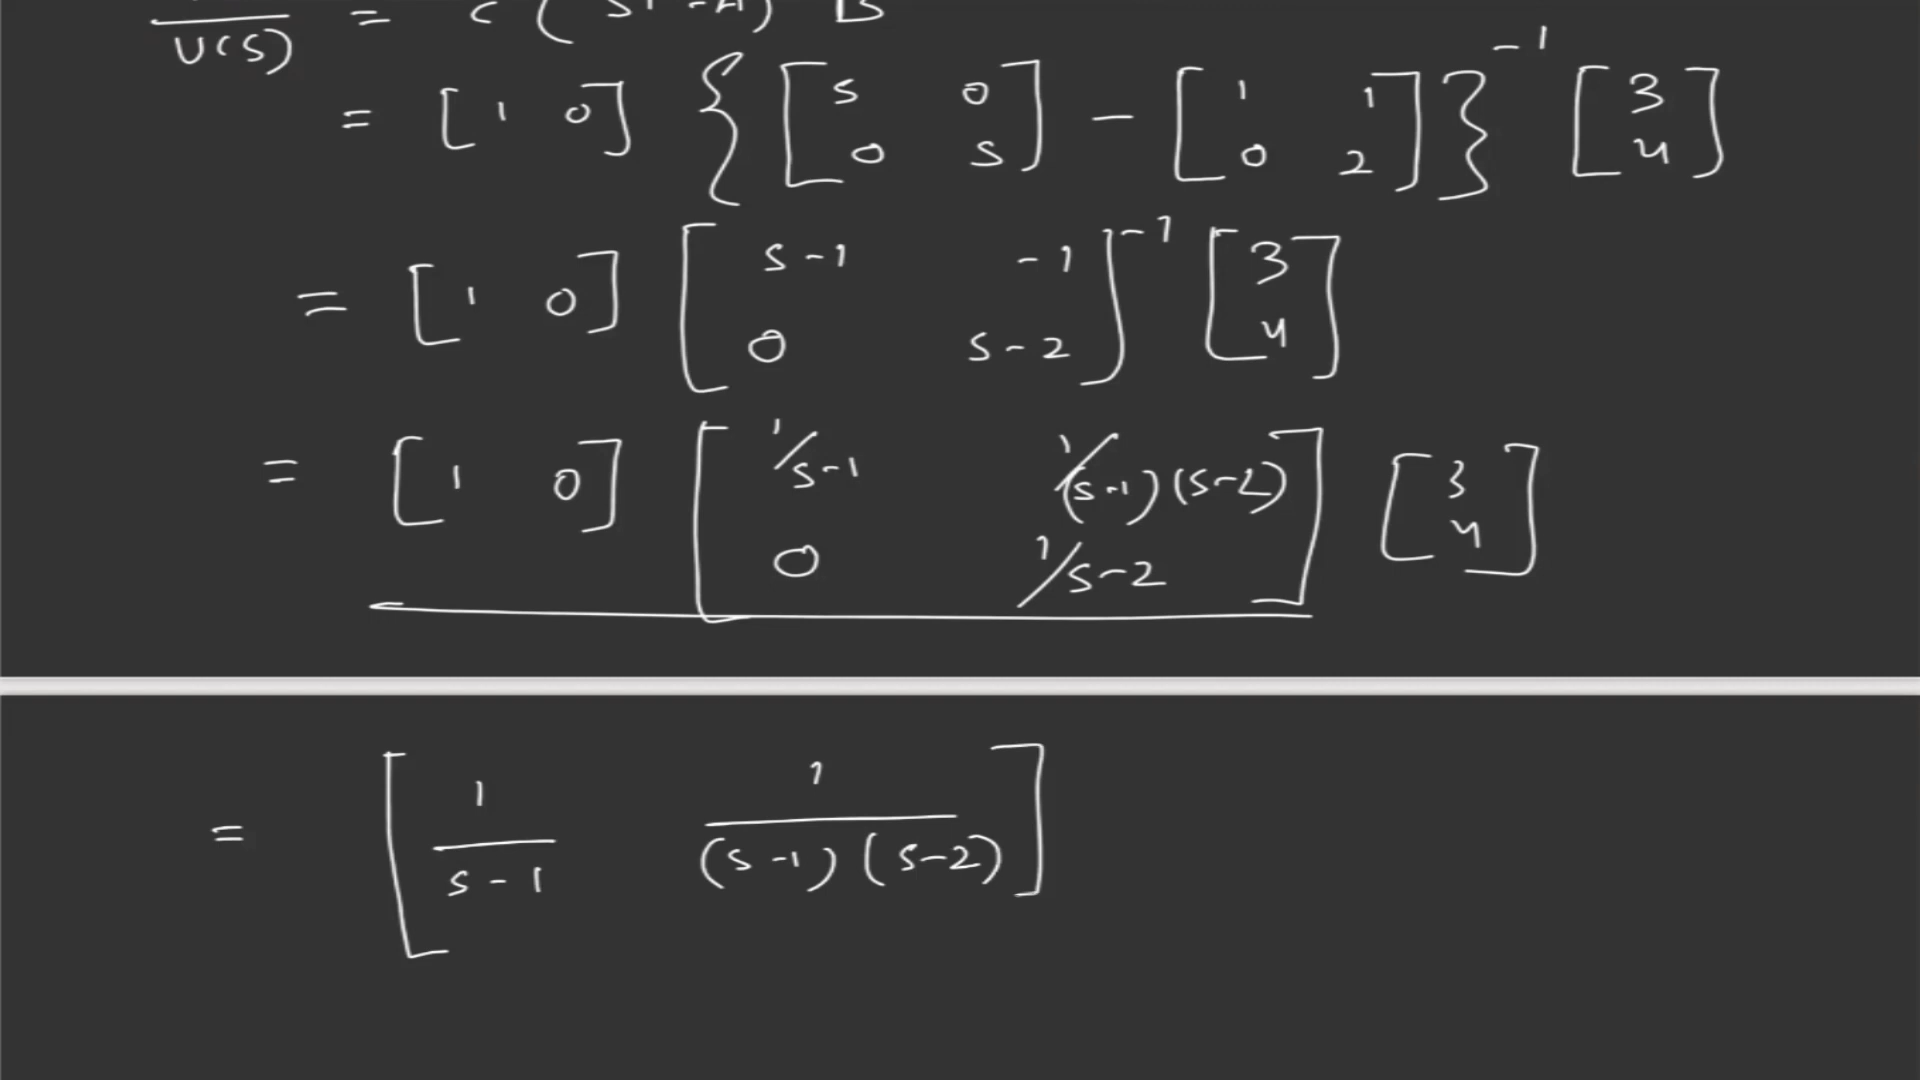 U(s) = C (sI - A) B
= [1 0] { [s 0; 0 s] - [1 1; 0 2] }^-1 [3; 4]
= [1 0] [s-1 -1; 0 s-2]^-1 [3; 4]
= [1 0] [1/s-1 1/(s-1)(s-2); 0 1/s-2] [3; 4]
= [1/s-1 1/(s-1)(s-2)]